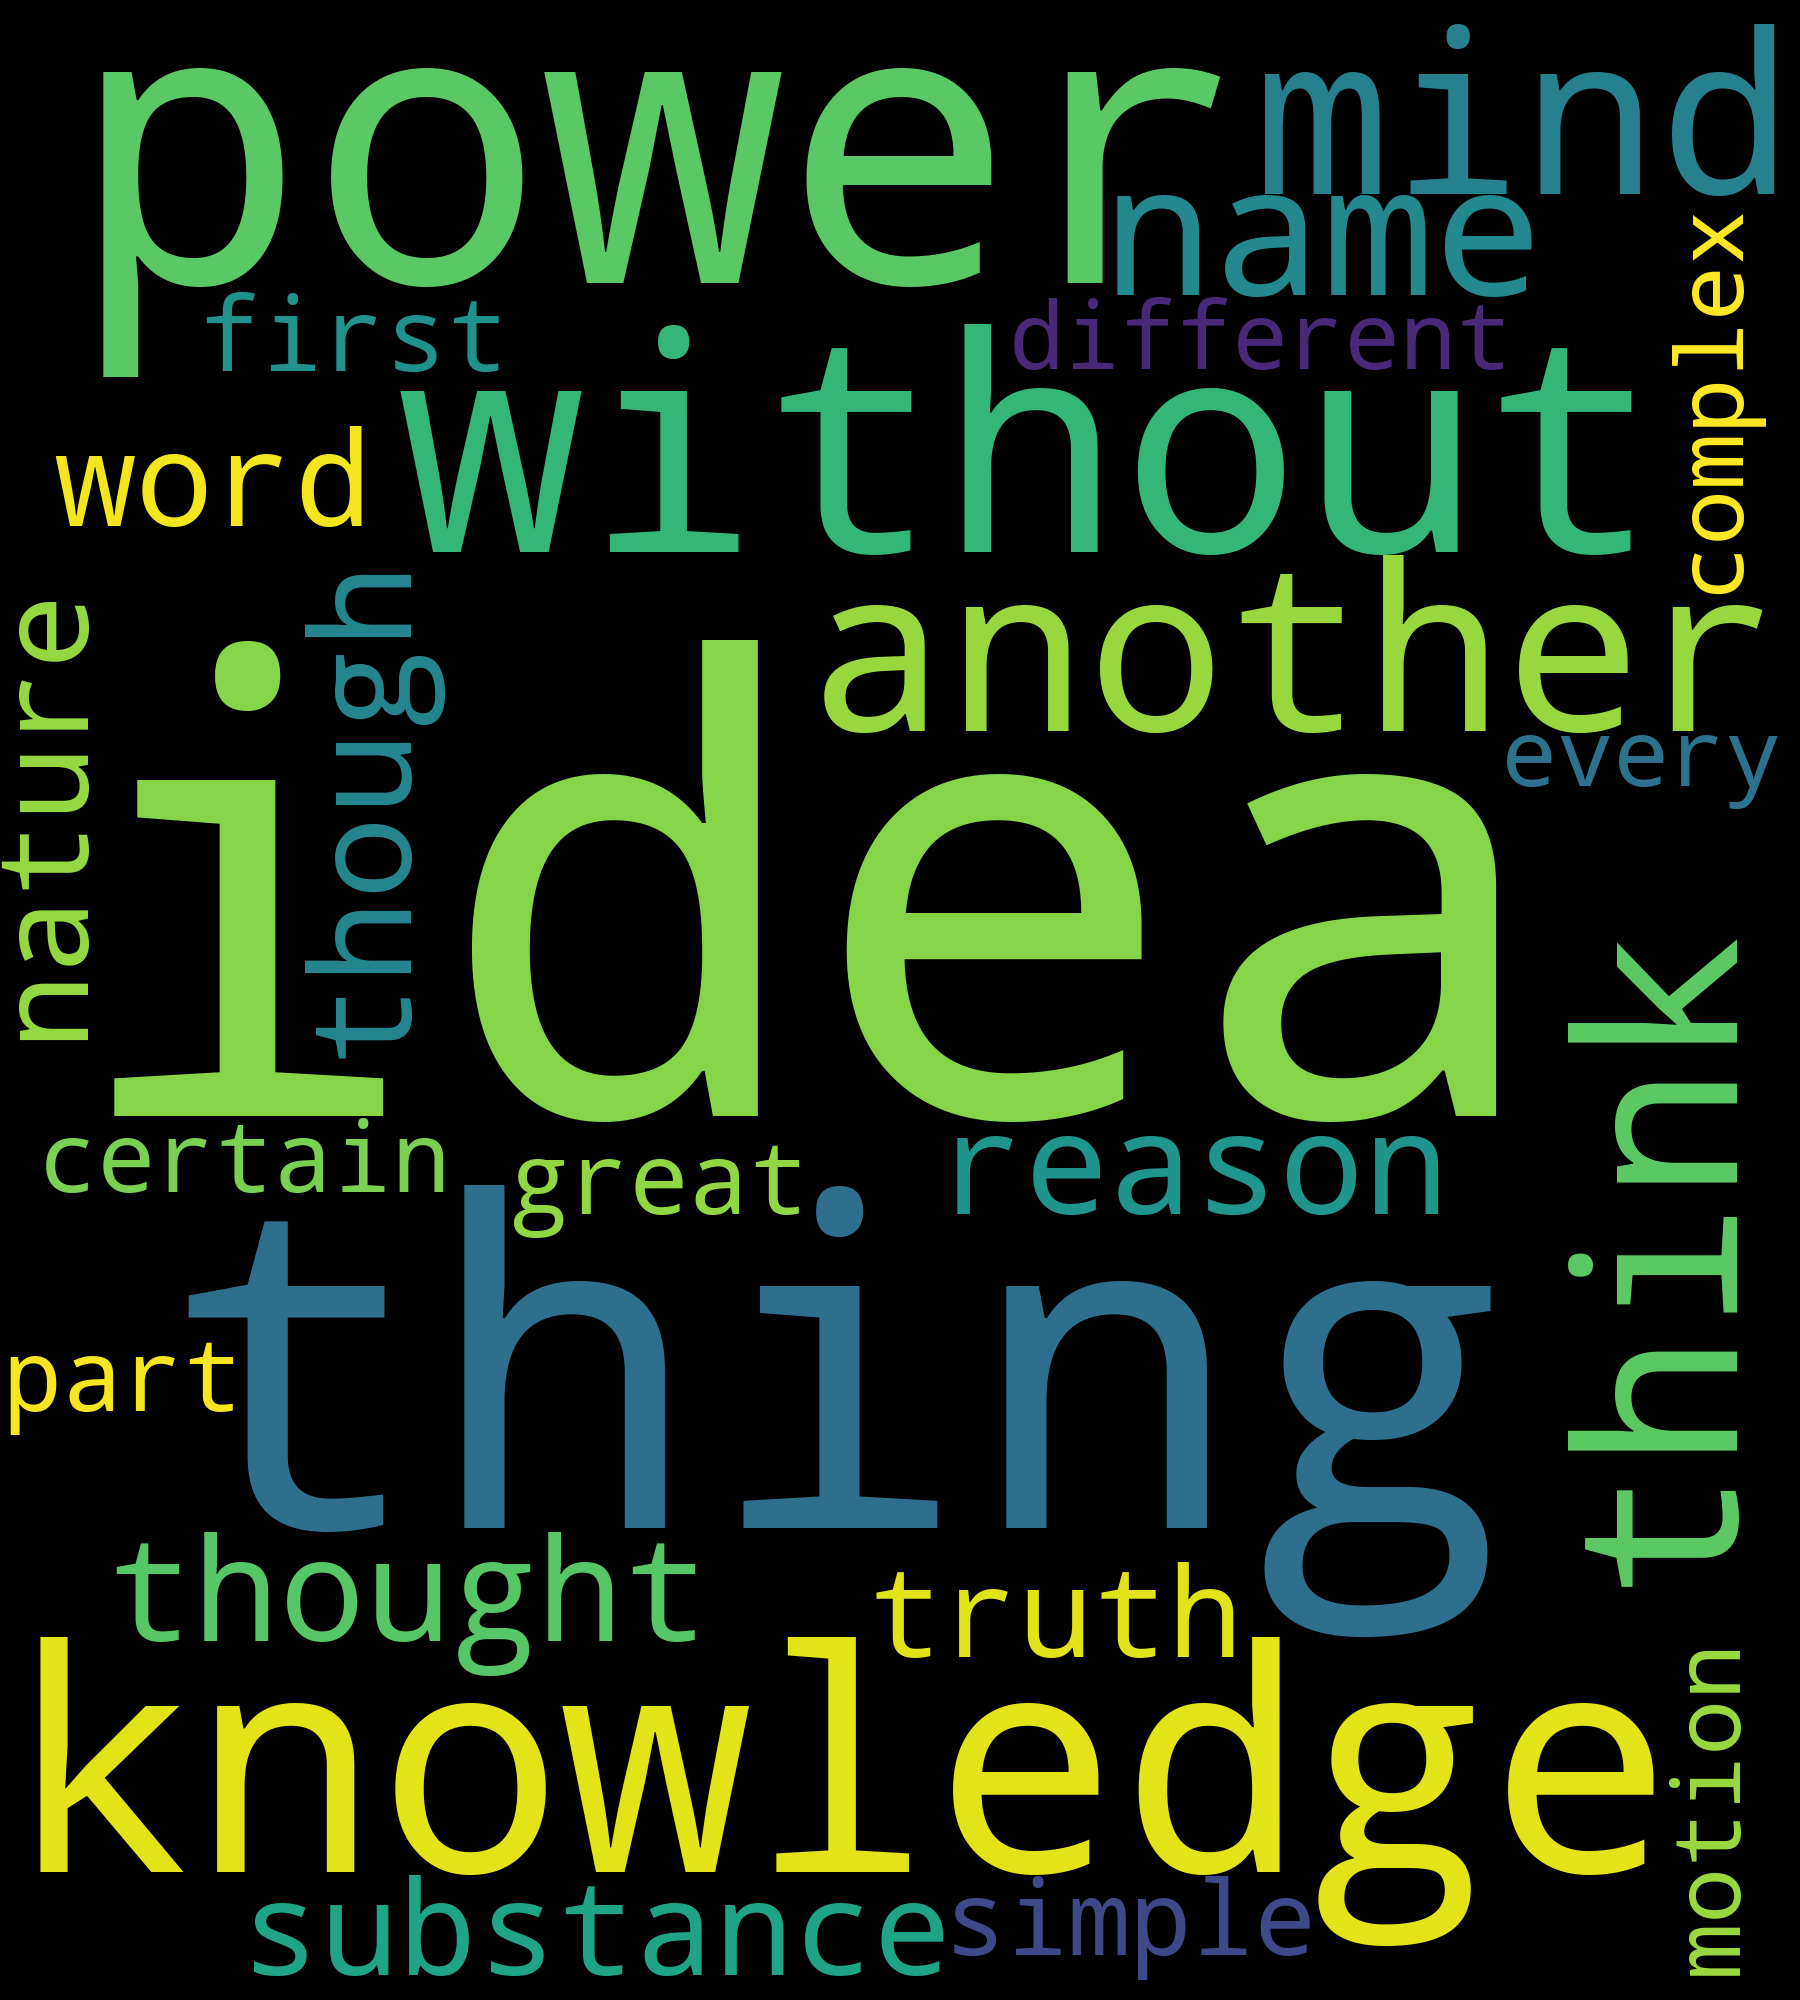 power
mind
name
first
different
complex
without
word
another
though
nature
every
idea
think
certain
great
reason
thing
part
thought
truth
knowledge
motion
substance
simple